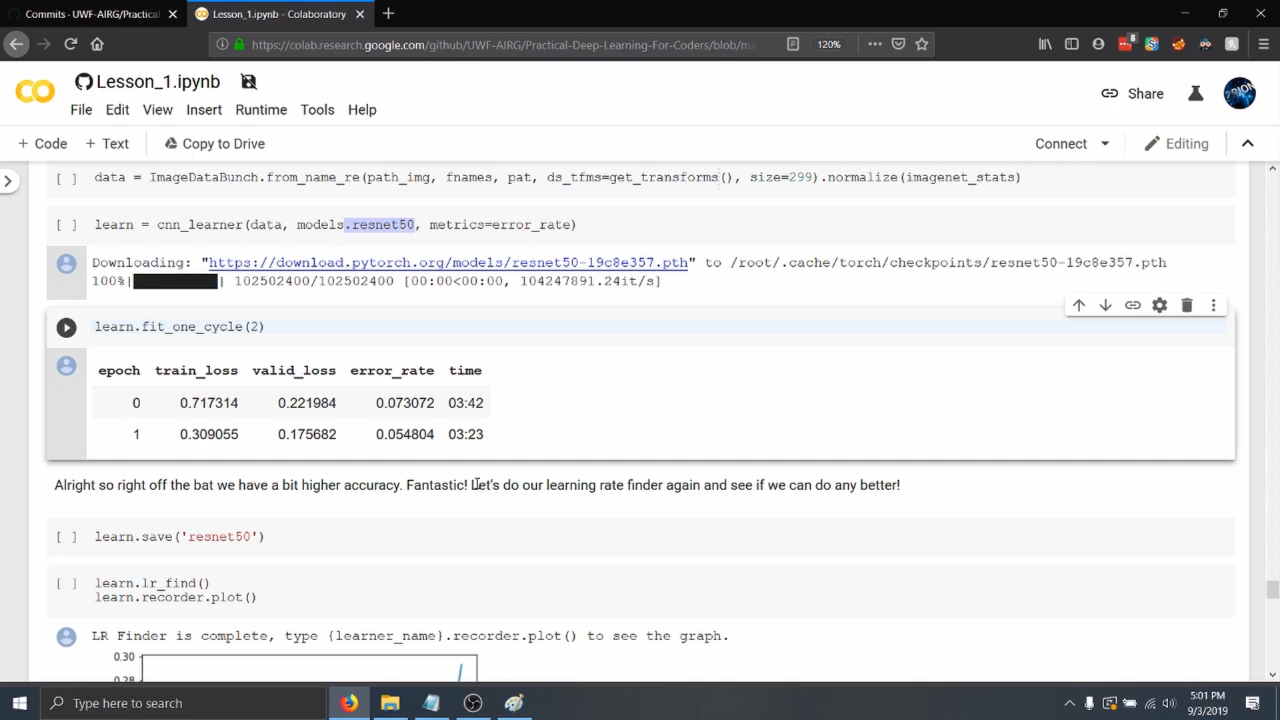 Commits - UWF-AIRG/Practical
Lesson_1.ipynb - Colaboratory
https://colab.research.google.com/github/UWF-AIRG/Practical-Deep-Learning-For-Coders/blob/ma
120%
8
Lesson_1.ipynb
Share
File Edit View Insert Runtime Tools Help
+ Code + Text Copy to Drive
Connect Editing
[ ] data = ImageDataBunch.from_name_re(path_img, fnames, pat, ds_tfms=get_transforms(), size=299).normalize(imagenet_stats)
[ ] learn = cnn_learner(data, models.resnet50, metrics=error_rate)
Downloading: "https://download.pytorch.org/models/resnet50-19c8e357.pth" to /root/.cache/torch/checkpoints/resnet50-19c8e357.pth
100%| | 102502400/102502400 [00:00<00:00, 104247891.24it/s]
learn.fit_one_cycle(2)
epoch train_loss valid_loss error_rate time
0 0.717314 0.221984 0.073072 03:42
1 0.309055 0.175682 0.054804 03:23
Alright so right off the bat we have a bit higher accuracy. Fantastic! Let's do our learning rate finder again and see if we can do any better!
[ ] learn.save('resnet50')
[ ] learn.lr_find()
learn.recorder.plot()
LR Finder is complete, type {learner_name}.recorder.plot() to see the graph.
0.30
0.28
Type here to search
5:01 PM
9/3/2019